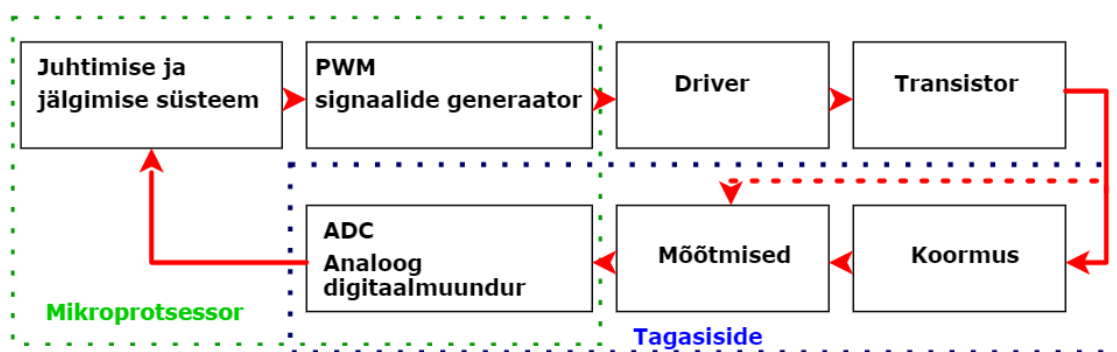 Juhtimise ja
jälgimise süsteem
PWM
signaalide generaator
Driver
Transistor
ADC
Analoog
digitaalmuundur
Mõõtmised
Koormus
Mikroprotsessor
Tagasiside